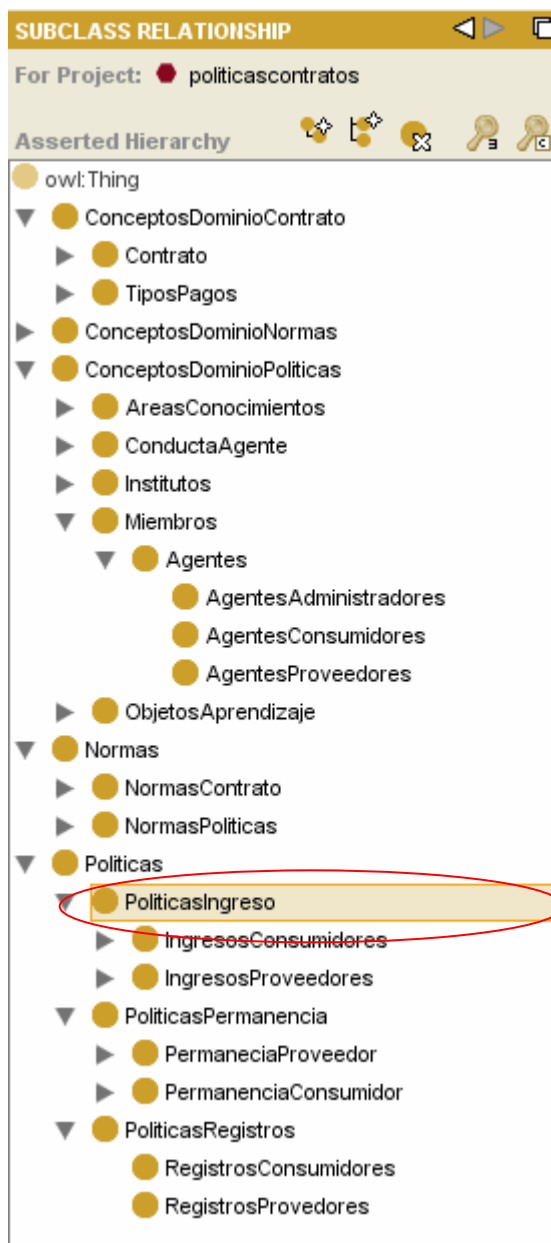 SUBCLASS RELATIONSHIP
For Project: politicascontratos
Asserted Hierarchy
owl:Thing
ConceptosDominioContrato
Contrato
TiposPagos
ConceptosDominioNormas
ConceptosDominioPoliticas
AreasConocimientos
ConductaAgente
Institutos
Miembros
Agentes
AgentesAdministradores
AgentesConsumidores
AgentesProveedores
ObjetosAprendizaje
Normas
NormasContrato
NormasPoliticas
Politicas
PoliticasIngreso
IngresosConsumidores
IngresosProveedores
PoliticasPermanencia
PermaneciaProveedor
PermanenciaConsumidor
PoliticasRegistros
RegistrosConsumidores
RegistrosProvedores